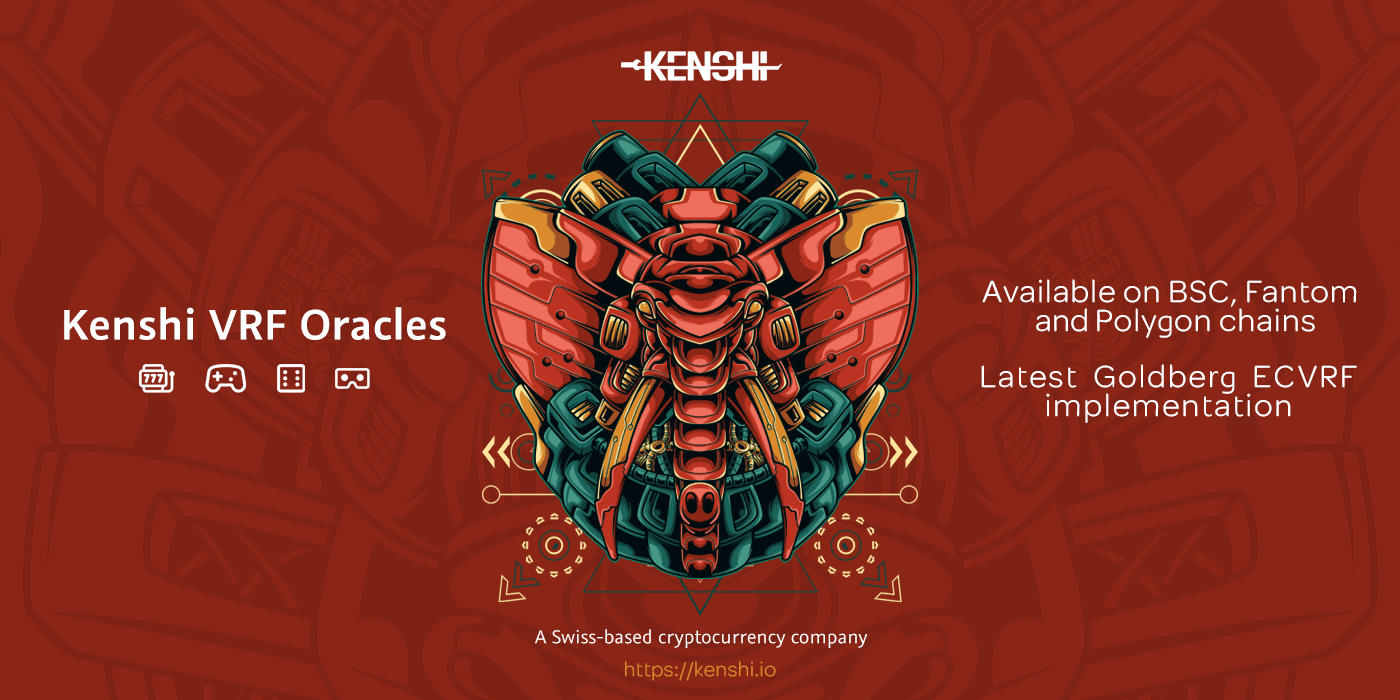 KENSHI
Kenshi VRF Oracles
777
Available on BSC, Fantom
and Polygon chains
Latest Goldberg ECVRF
implementation
A Swiss-based cryptocurrency company
https://kenshi.io